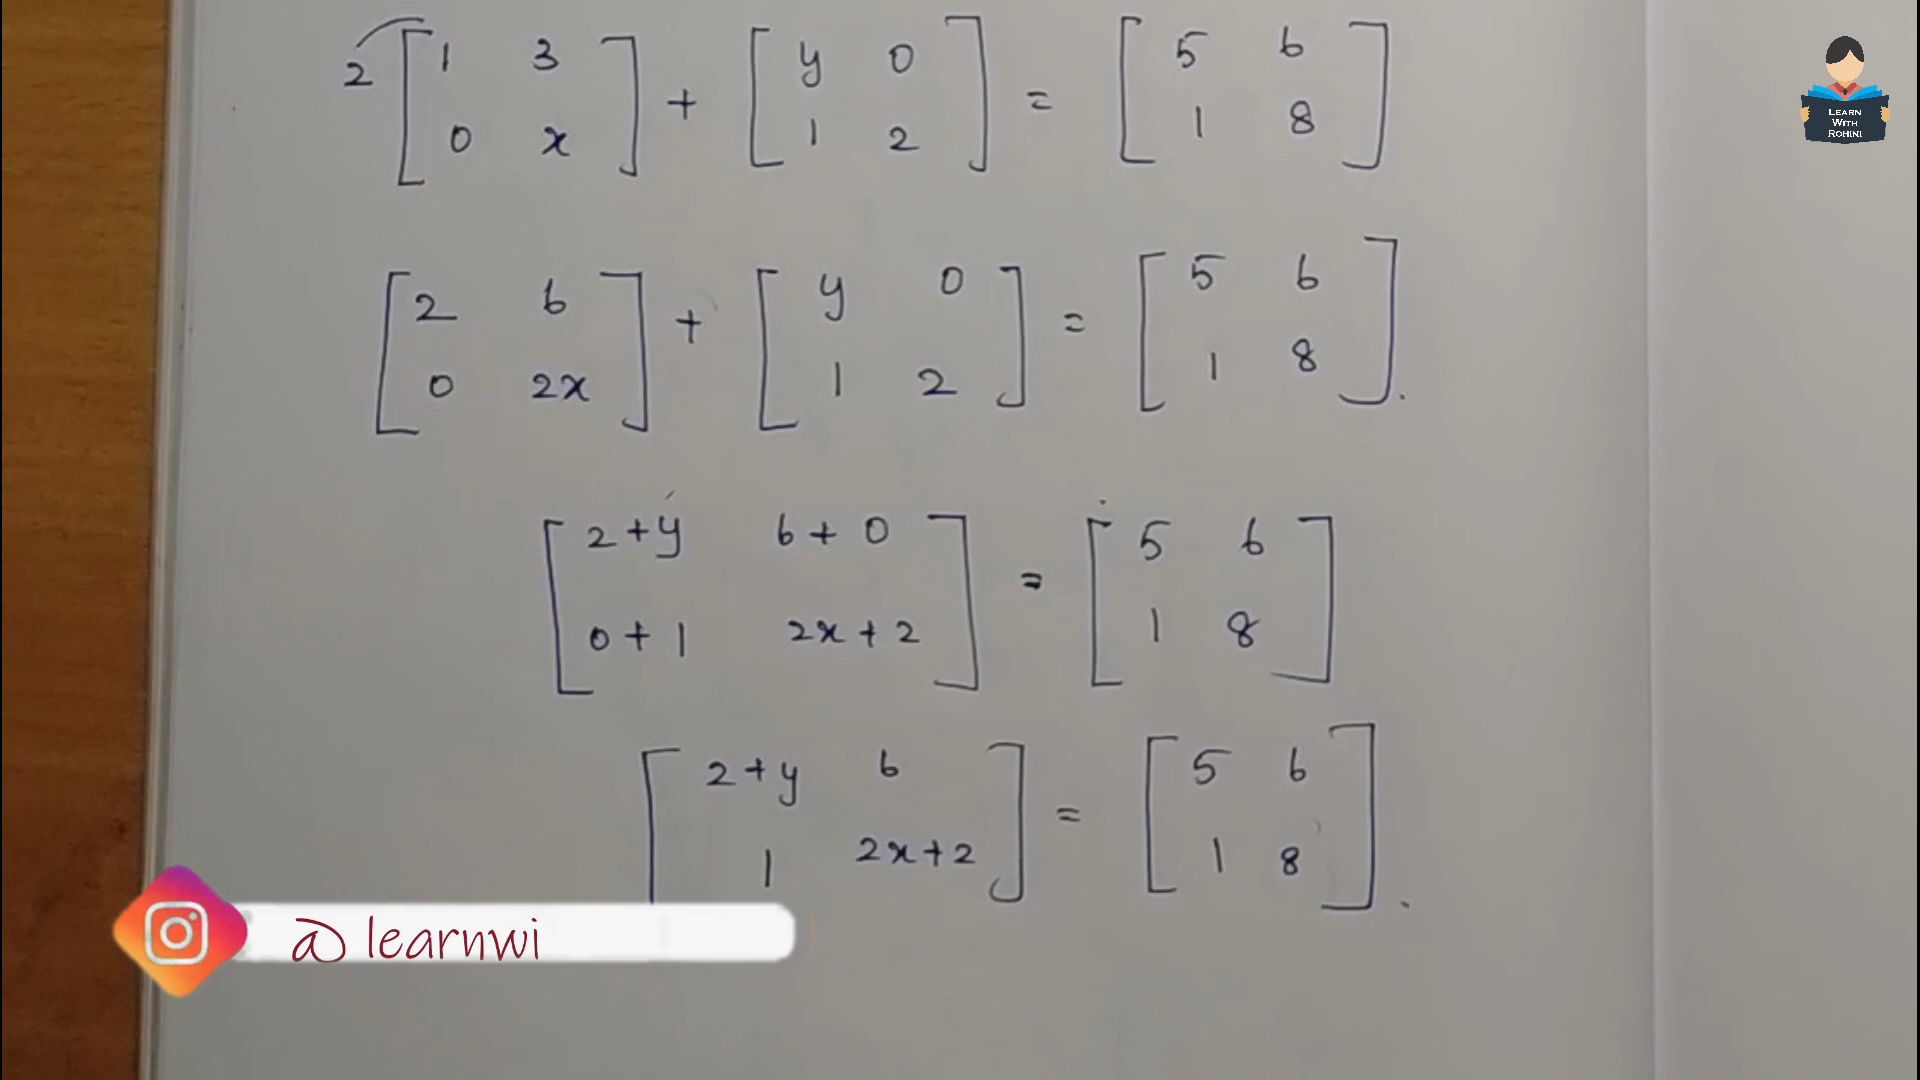 2 [ 1 3 ] + [ y 0 ] = [ 5 6 ]
[ 0 x ] [ 1 2 ] [ 1 8 ]
[ 2 6 ] + [ y 0 ] = [ 5 6 ]
[ 0 2x ] [ 1 2 ] [ 1 8 ].
[ 2+y 6+0 ] = [ 5 6 ]
[ 0+1 2x+2 ] [ 1 8 ]
[ 2+y 6 ] = [ 5 6 ]
[ 1 2x+2 ] [ 1 8 ].
@learnwi
LEARN
WITH
ROHINI